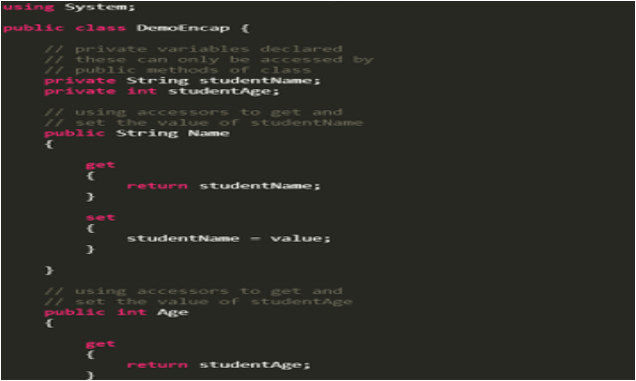 using System;
public class DemoEncap {
// private variables declared
// these can only be accessed by
// public methods of class
private String studentName;
private int studentAge;
// using accessors to get and
// set the value of studentName
public String Name
{
get
{
return studentName;
}
set
{
studentName = value;
}
}
// using accessors to get and
// set the value of studentAge
public int Age
{
get
{
return studentAge;
}